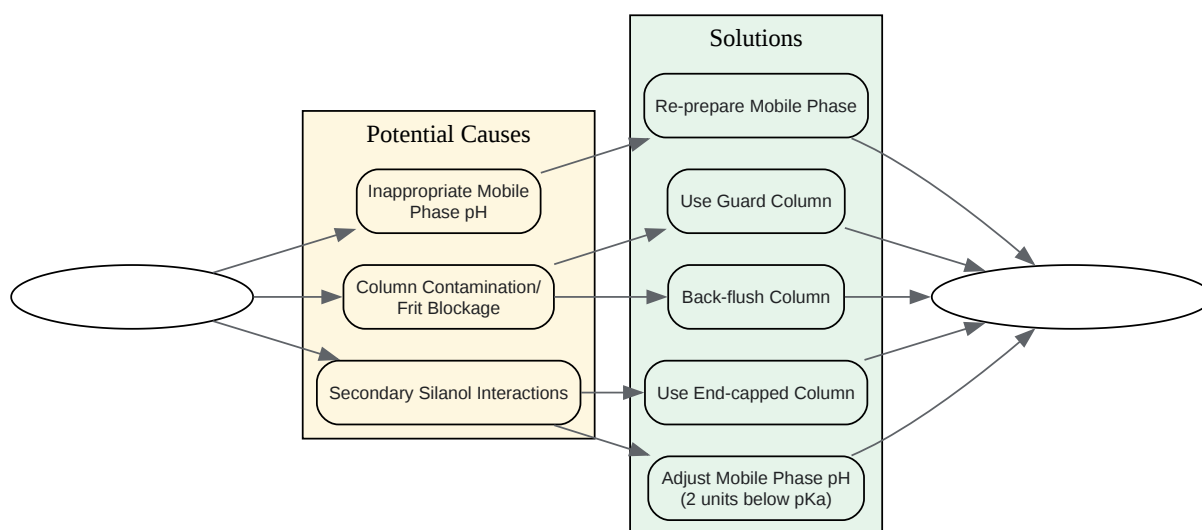 Potential Causes
Inappropriate Mobile
Phase pH
Column Contamination/
Frit Blockage
Secondary Silanol Interactions
Solutions
Re-prepare Mobile Phase
Use Guard Column
Back-flush Column
Use End-capped Column
Adjust Mobile Phase pH
(2 units below pKa)